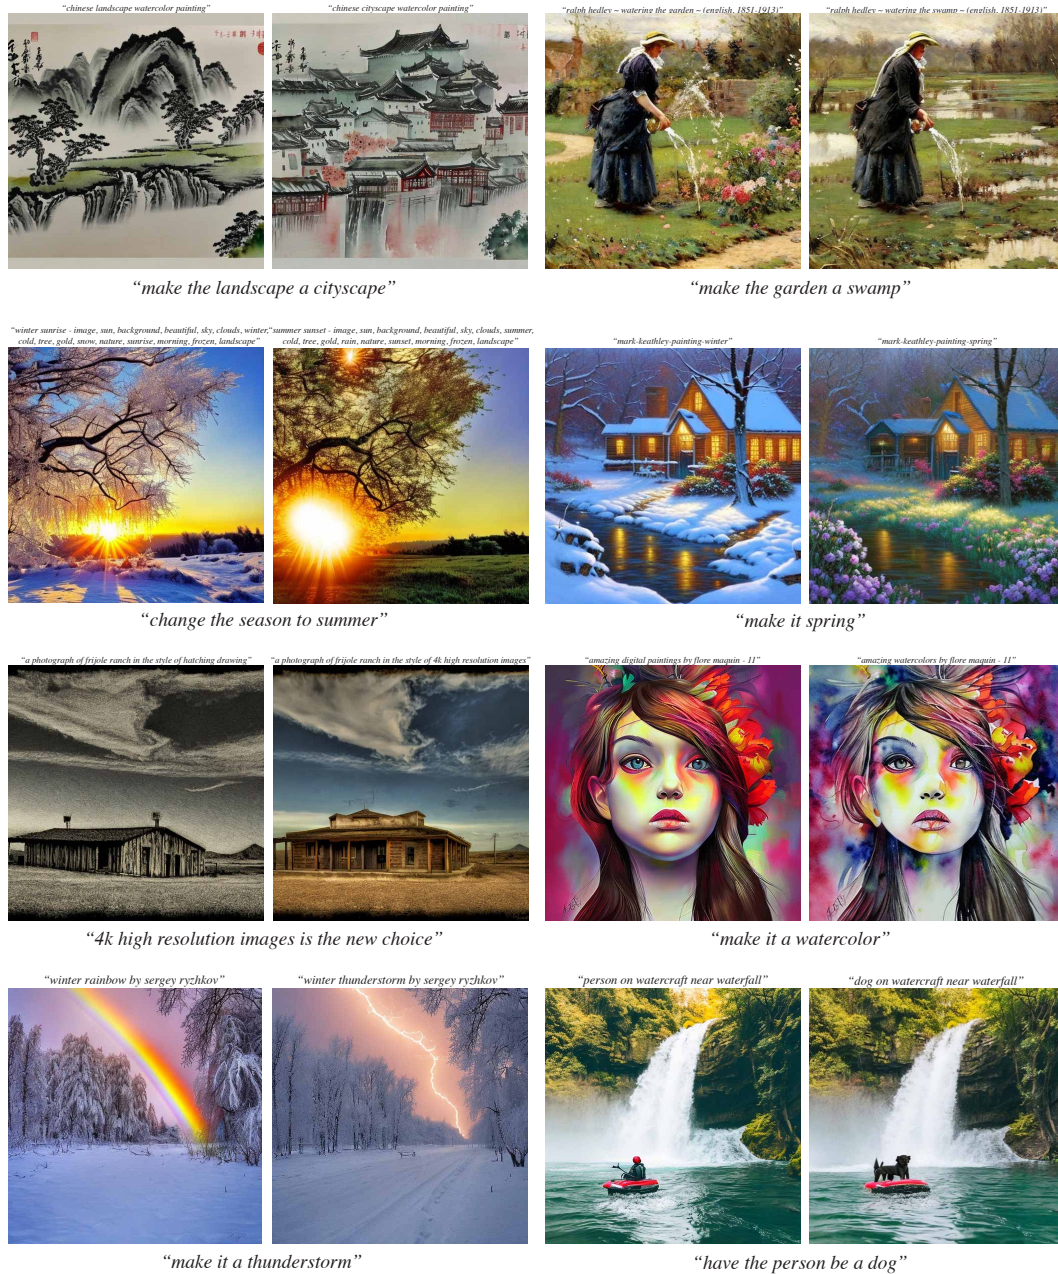 “chinese landscape watercolor painting”
“chinese cityscape watercolor painting”
“make the landscape a cityscape”
“ralph hedley ~ watering the garden ~ (english, 1851-1913)”
“ralph hedley ~ watering the swamp ~ (english, 1851-1913)”
“make the garden a swamp”
“winter sunrise - image, sun, background, beautiful, sky, clouds, winter,
cold, tree, gold, snow, nature, sunrise, morning, frozen, landscape”
“summer sunset - image, sun, background, beautiful, sky, clouds, summer,
cold, tree, gold, rain, nature, sunset, morning, frozen, landscape”
“change the season to summer”
“mark-keathley-painting-winter”
“mark-keathley-painting-spring”
“make it spring”
“a photograph of frijole ranch in the style of hatching drawing”
“a photograph of frijole ranch in the style of 4k high resolution images”
“4k high resolution images is the new choice”
“amazing digital paintings by flore maquin - 11”
“amazing watercolors by flore maquin - 11”
“make it a watercolor”
“winter rainbow by sergey ryzhkov”
“winter thunderstorm by sergey ryzhkov”
“make it a thunderstorm”
“person on watercraft near waterfall”
“dog on watercraft near waterfall”
“have the person be a dog”